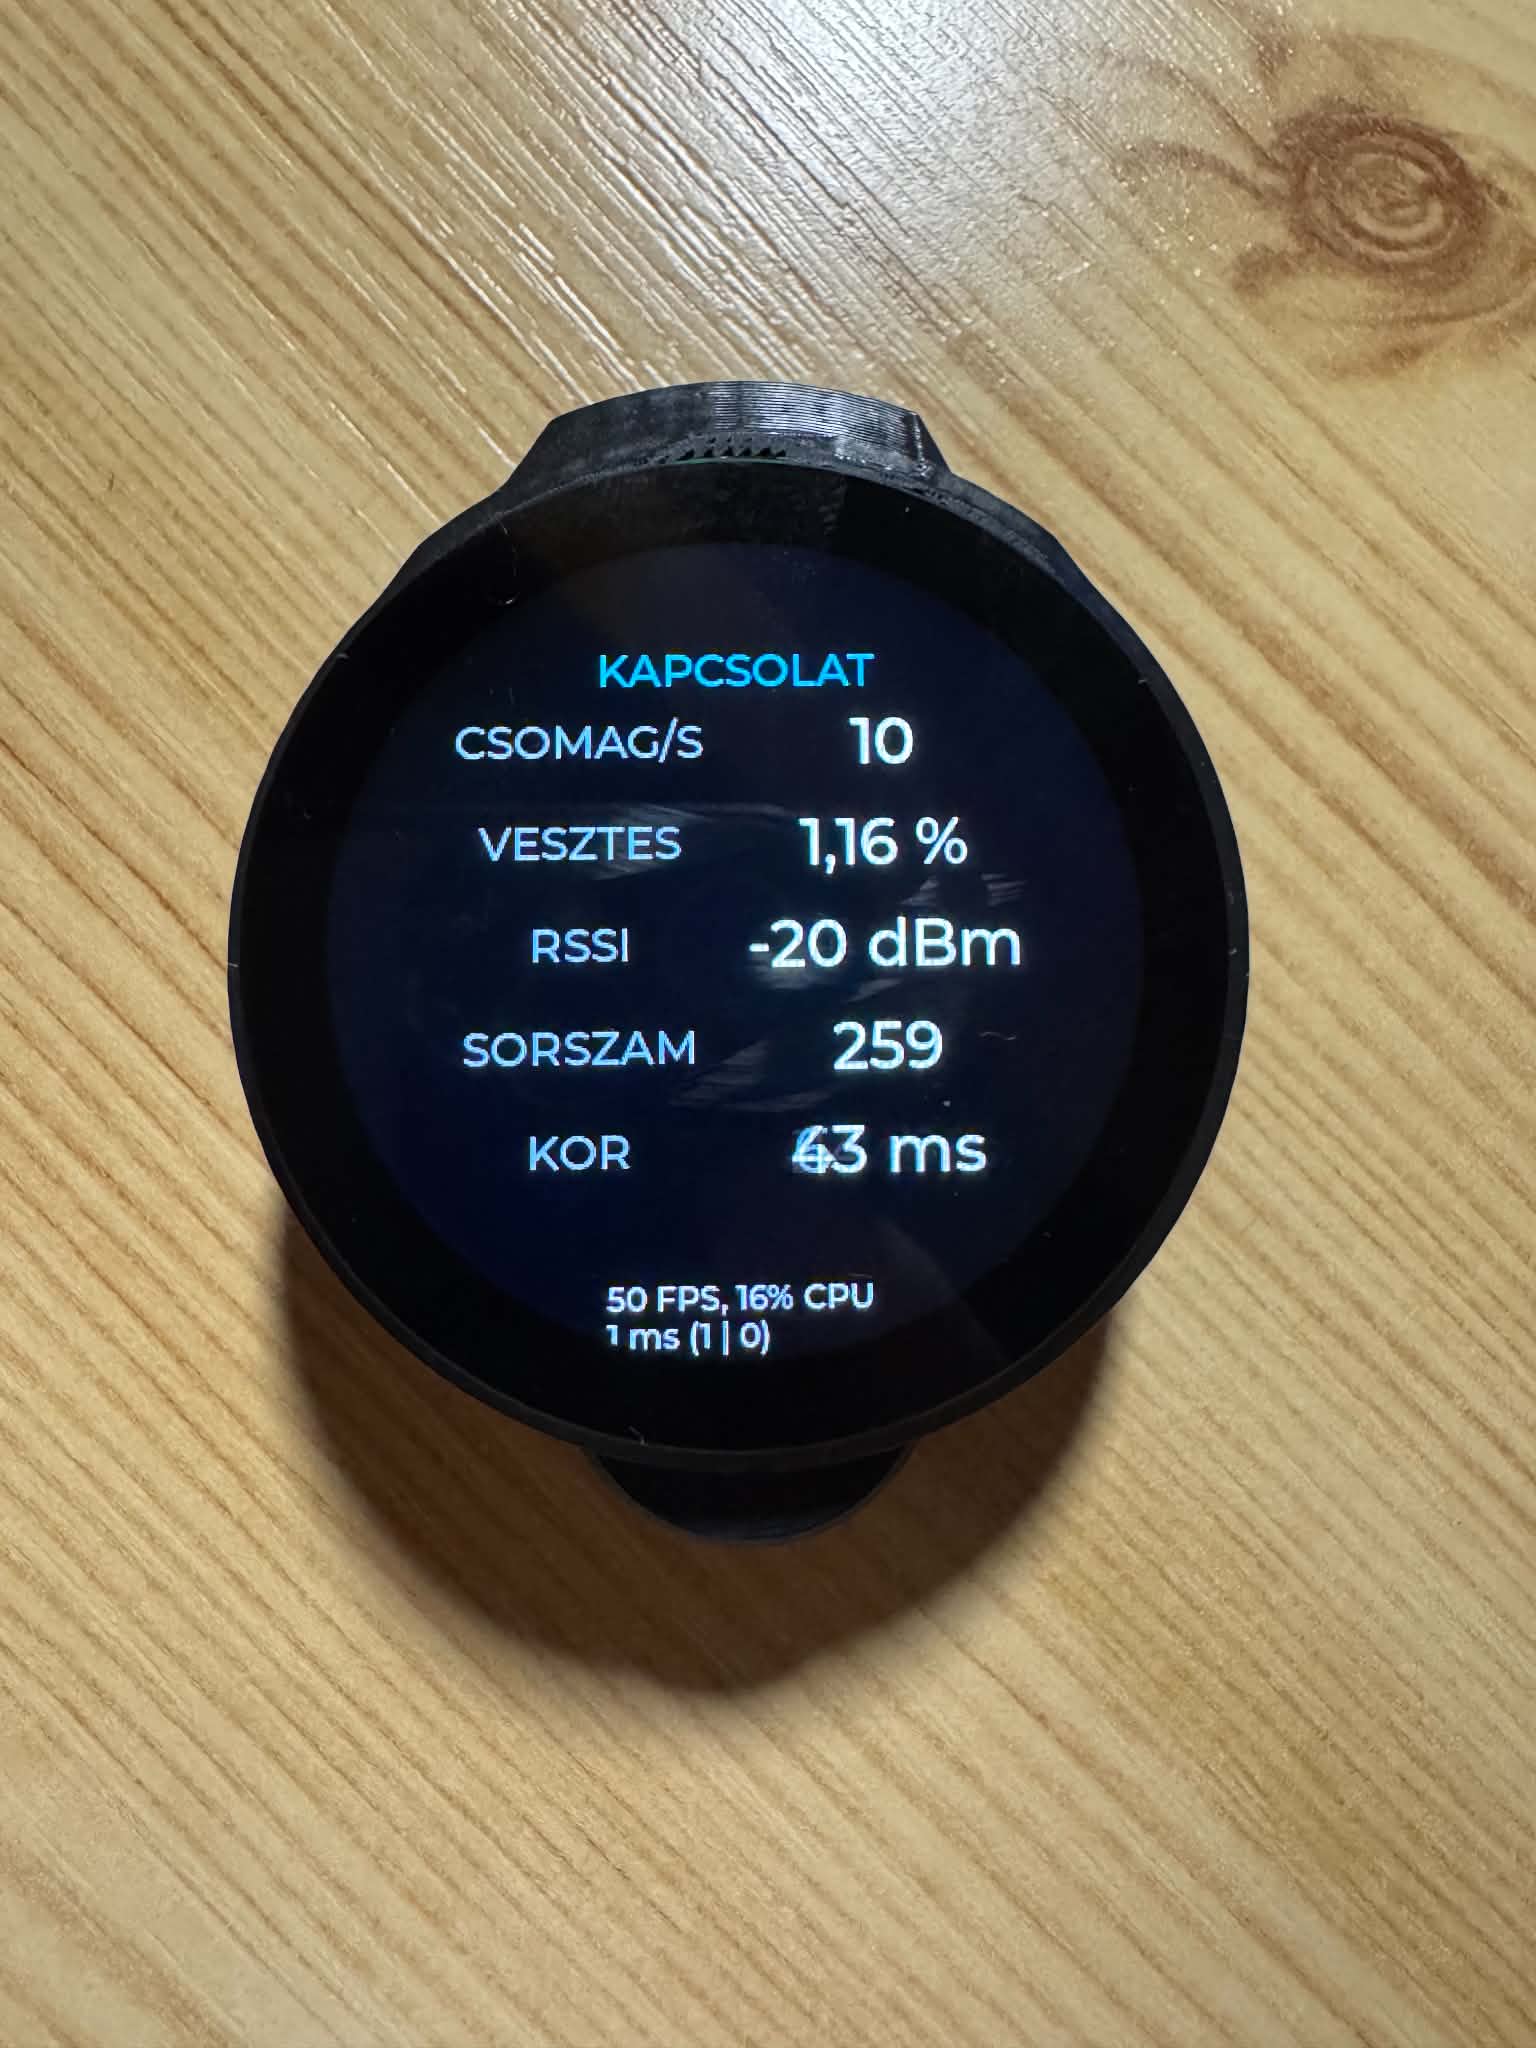 KAPCSOLAT
CSOMAG/S 10
VESZTES 1,16 %
RSSI -20 dBm
SORSZAM 259
KOR ms
50 FPS, 16% CPU
1 ms (1 | 0)